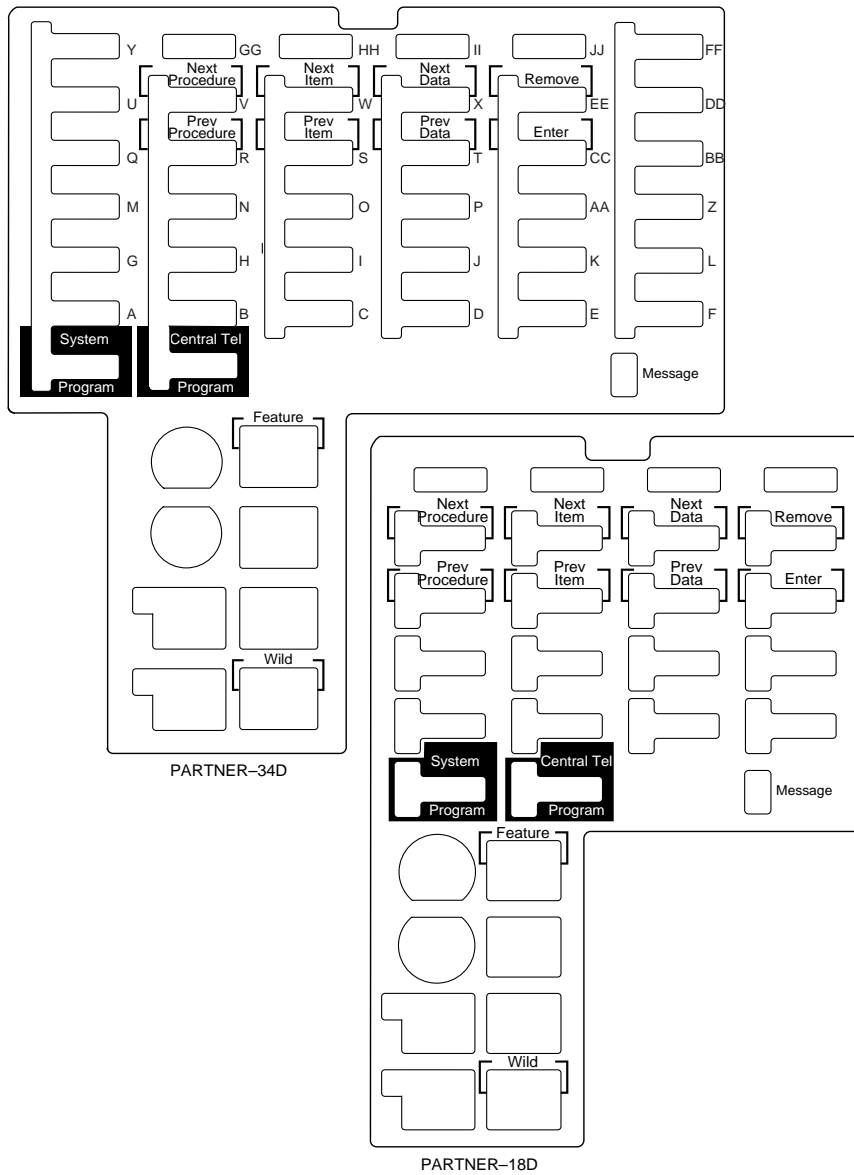 Y GG HH II JJ FF
Next Procedure Next Item Next Data Remove
U V W X EE DD
Prev Procedure Prev Item Prev Data Enter
Q R S T CC BB
M N O P AA Z
G H I J K L
A B C D E F
System Central Tel
Program Program
Message
Feature
Wild
PARTNER–34D
Next Procedure Next Item Next Data Remove
Prev Procedure Prev Item Prev Data Enter
System Central Tel
Program Program
Message
Feature
Wild
PARTNER–18D